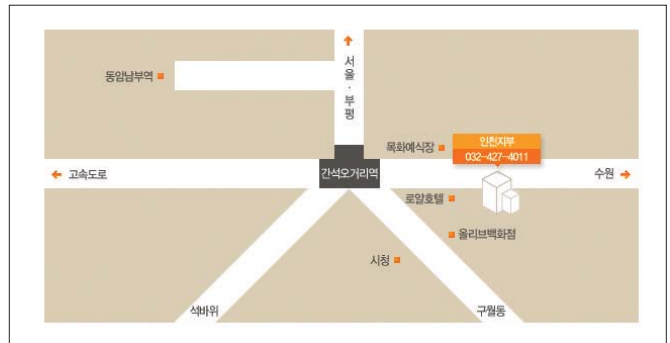 서울·부평
동암남부역
목화예식장
인천지부
032-427-4011
고속도로
간석오거리역
수원
로얄호텔
올리브백화점
시청
석바위
구월동